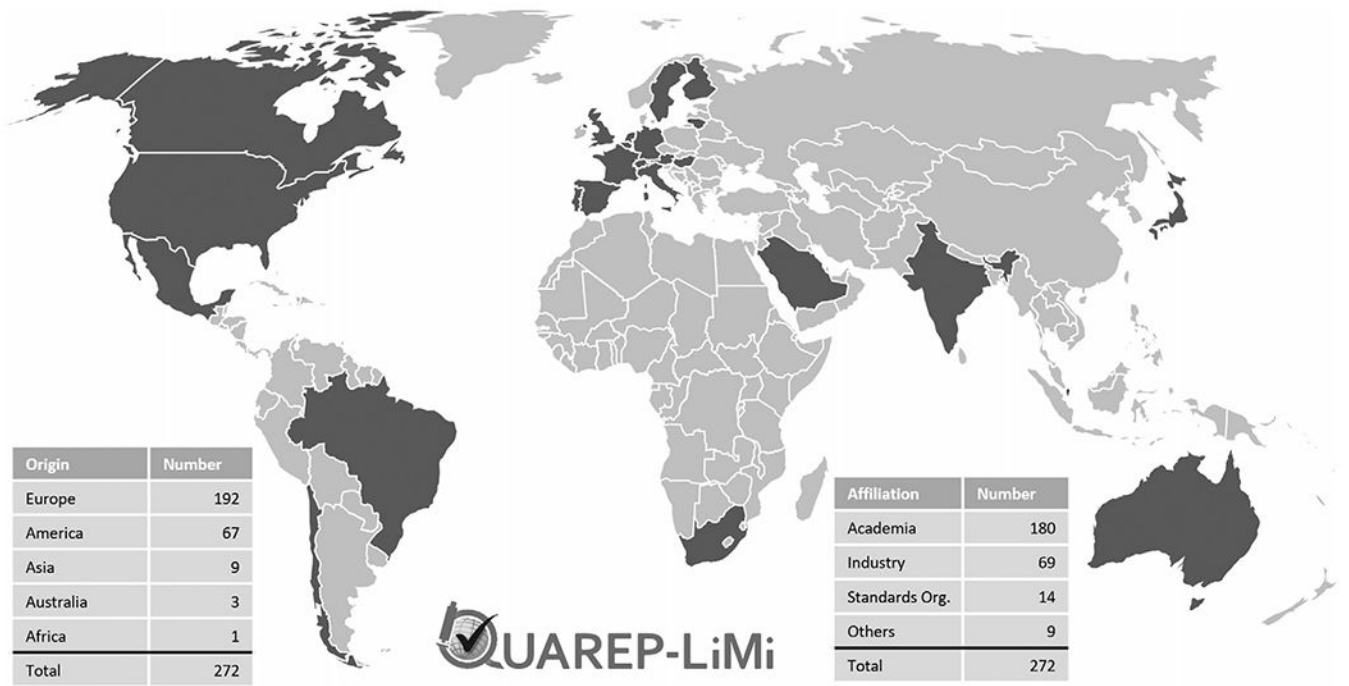 Origin Number
Europe 192
America 67
Asia 9
Australia 3
Africa 1
Total 272
QUAREP-LiMi
Affiliation Number
Academia 180
Industry 69
Standards Org. 14
Others 9
Total 272